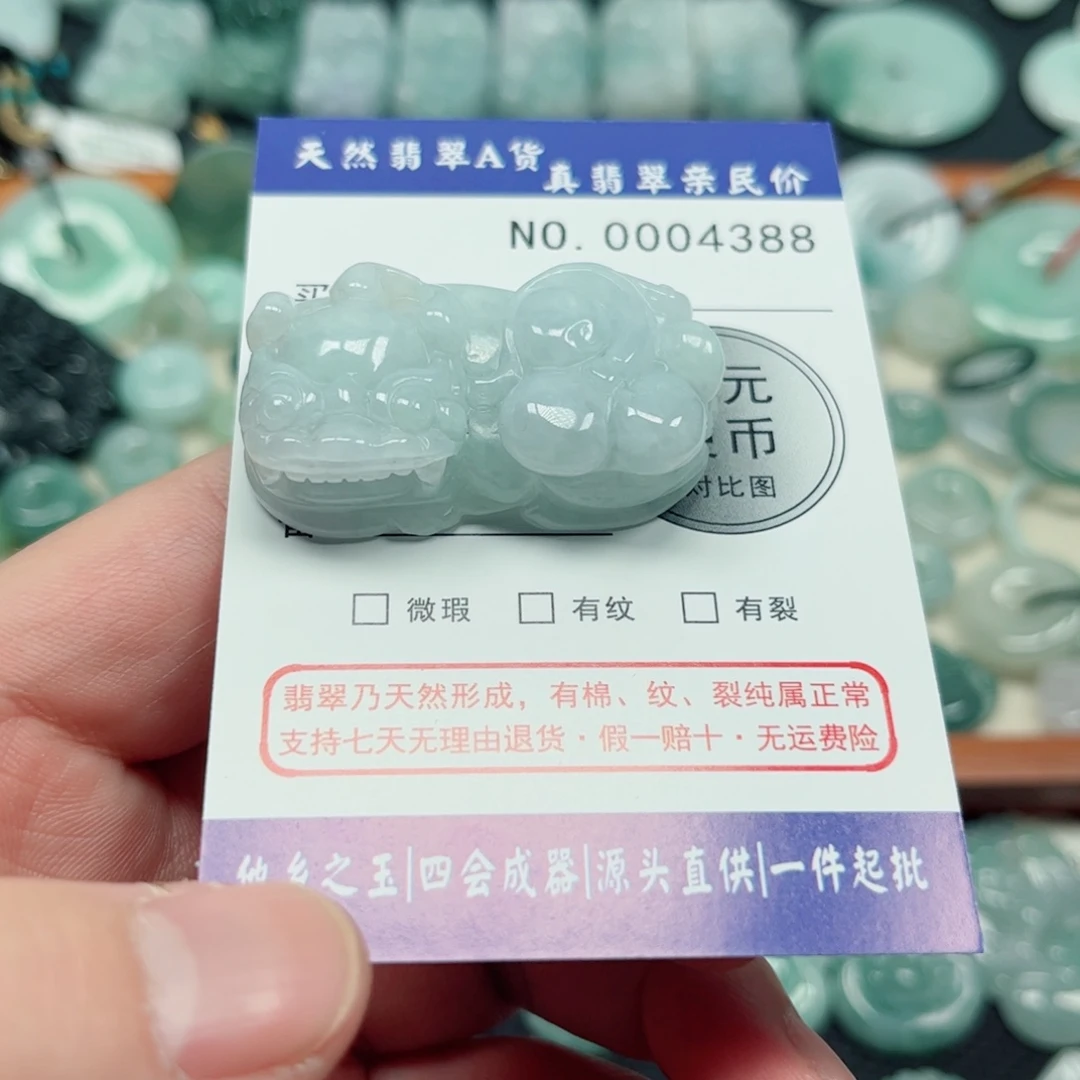 天然翡翠A货
真翡翠亲民价
NO. 0004388
买
元
币
对比图
□ 微瑕 □ 有纹 □ 有裂
翡翠乃天然形成，有棉、纹、裂纯属正常
支持七天无理由退货·假一赔十·无运费险
之玉|四会成器|源头直供|一件起批